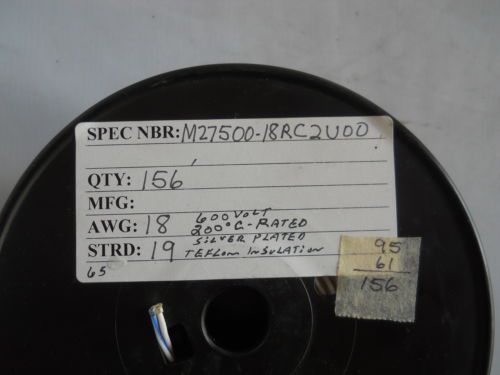 SPEC NBR: M27500-18RC2U00
QTY: 156'
MFG:
AWG: 18 600 VOLT
200°C-RATED
STRD: 19 SILVER PLATED
TEFLON INSULATION
65
95
61
156